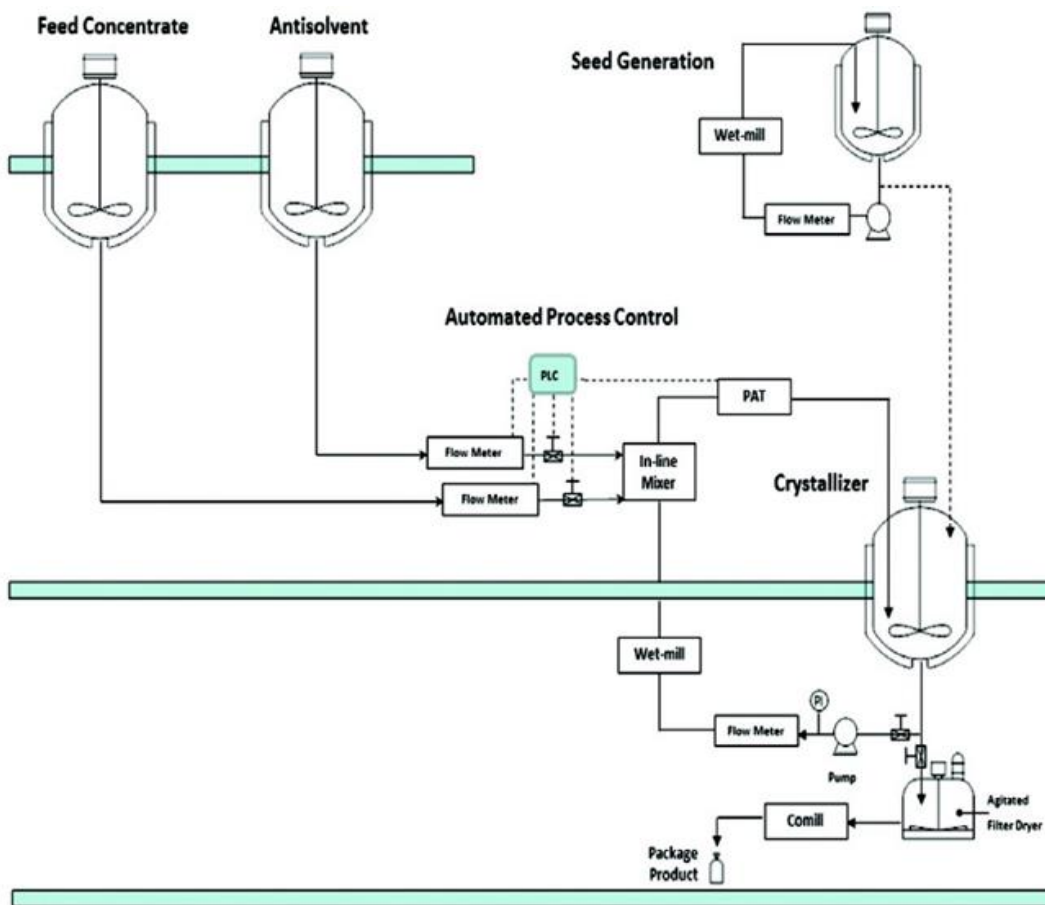 Feed Concentrate
Antisolvent
Seed Generation
Wet-mill
Flow Meter
Automated Process Control
PLC
PAT
Flow Meter
In-line
Mixer
Flow Meter
Crystallizer
Wet-mill
PI
Flow Meter
Pump
Agitated
Filter Dryer
Comill
Package
Product